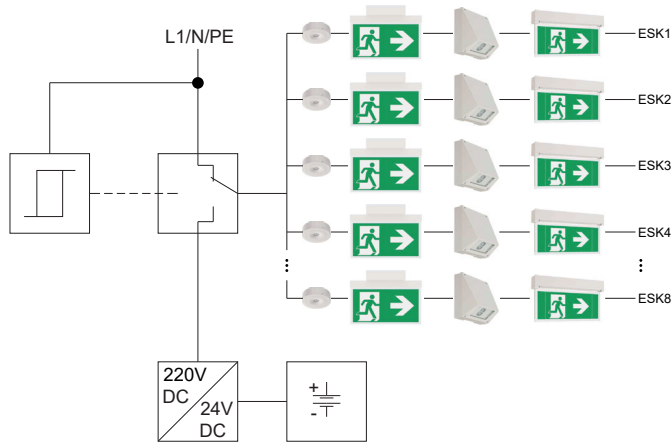 L1/N/PE
ESK1
ESK2
ESK3
ESK4
ESK8
220V
DC
24V
DC
+
-